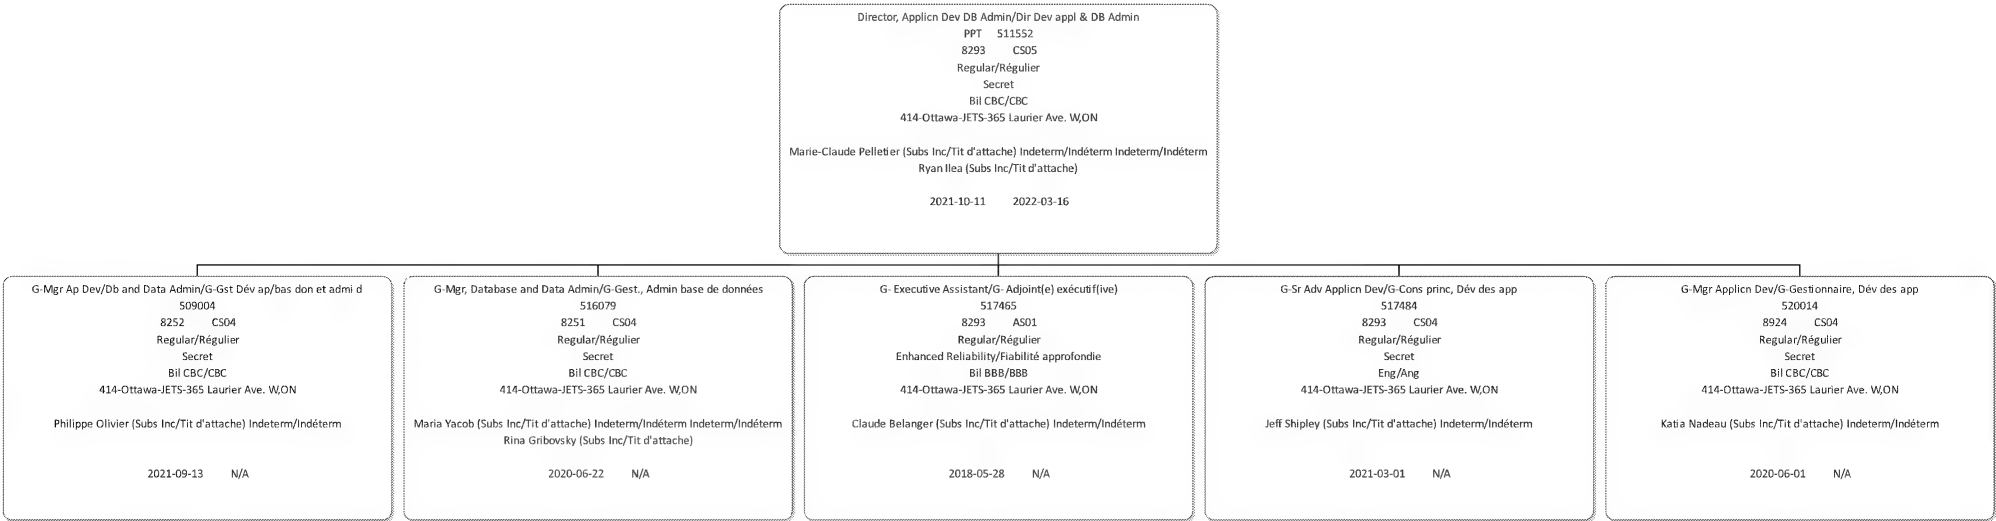 Director, Applicn Dev DB Admin/Dir Dev appl & DB Admin
PPT 511552
8293 CS05
Regular/Régulier
Secret
Bil CBC/CBC
414-Ottawa-JETS-365 Laurier Ave. W,ON
Marie-Claude Pelletier (Subs Inc/Tit d'attache) Indeterm/Indéterm Indeterm/Indéterm
Ryan Ilea (Subs Inc/Tit d'attache)
2021-10-11 2022-03-16
G-Mgr Ap Dev/Db and Data Admin/G-Gst Dév ap/bas don et admi d
509004
8252 CS04
Regular/Régulier
Secret
Bil CBC/CBC
414-Ottawa-JETS-365 Laurier Ave. W,ON
Philippe Olivier (Subs Inc/Tit d'attache) Indeterm/Indéterm
2021-09-13 N/A
G-Mgr, Database and Data Admin/G-Gest., Admin base de données
516079
8251 CS04
Regular/Régulier
Secret
Bil CBC/CBC
414-Ottawa-JETS-365 Laurier Ave. W,ON
Maria Yacob (Subs Inc/Tit d'attache) Indeterm/Indéterm Indeterm/Indéterm
Rina Gribovsky (Subs Inc/Tit d'attache)
2020-06-22 N/A
G- Executive Assistant/G- Adjoint(e) exécutif(ive)
517465
8293 AS01
Regular/Régulier
Enhanced Reliability/Fiabilité approfondie
Bil BBB/BBB
414-Ottawa-JETS-365 Laurier Ave. W,ON
Claude Belanger (Subs Inc/Tit d'attache) Indeterm/Indéterm
2018-05-28 N/A
G-Sr Adv Applicn Dev/G-Cons princ, Dév des app
517484
8293 CS04
Regular/Régulier
Secret
Eng/Ang
414-Ottawa-JETS-365 Laurier Ave. W,ON
Jeff Shipley (Subs Inc/Tit d'attache) Indeterm/Indéterm
2021-03-01 N/A
G-Mgr Applicn Dev/G-Gestionnaire, Dév des app
520014
8924 CS04
Regular/Régulier
Secret
Bil CBC/CBC
414-Ottawa-JETS-365 Laurier Ave. W,ON
Katia Nadeau (Subs Inc/Tit d'attache) Indeterm/Indéterm
2020-06-01 N/A